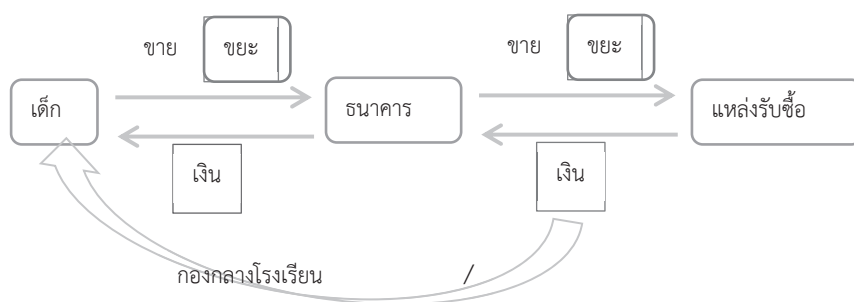 ขาย ขยะ ขาย ขยะ
เด็ก ธนาคาร แหล่งรับซื้อ
เงิน เงิน
กองกลางโรงเรียน /